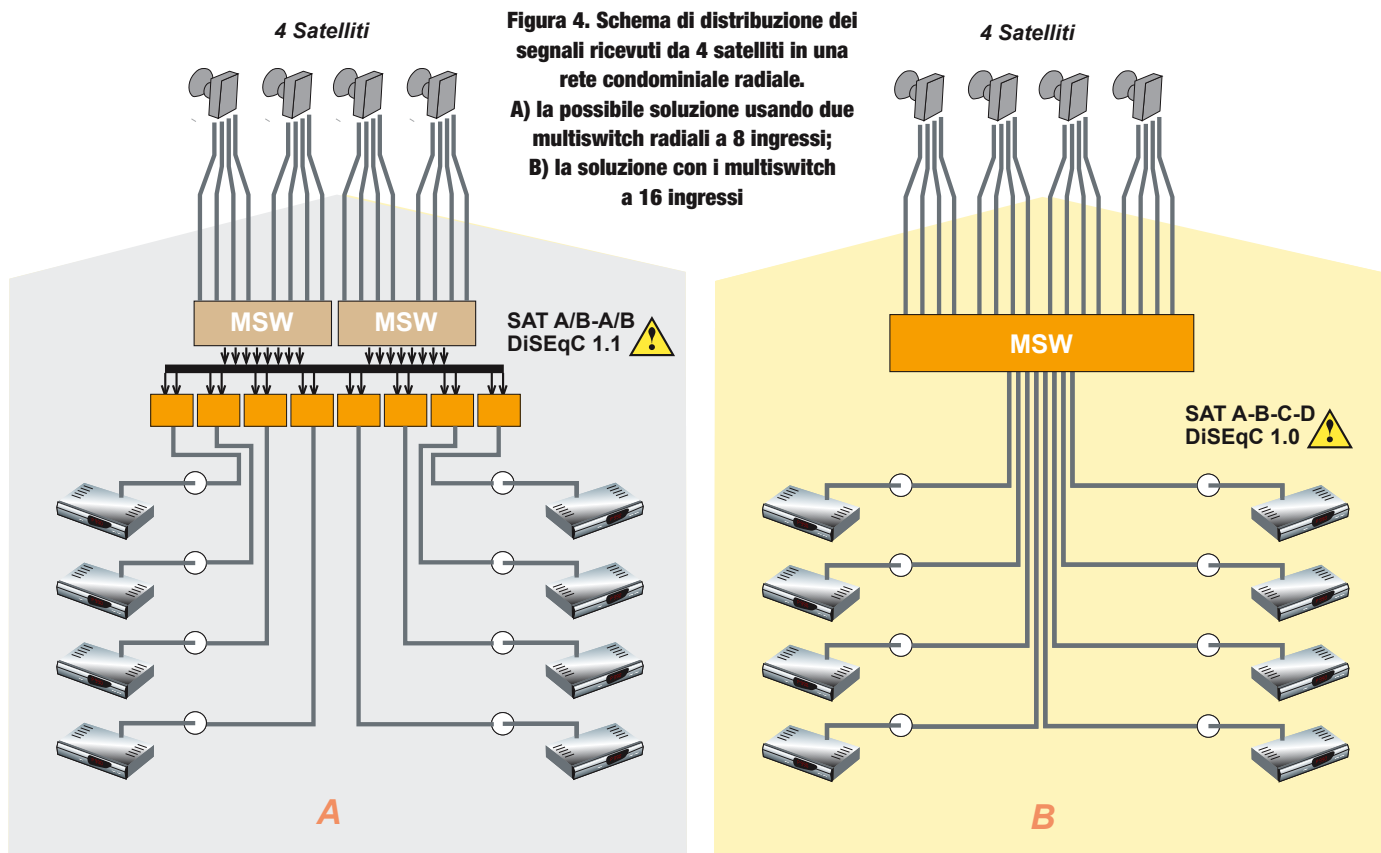 4 Satelliti
Figura 4. Schema di distribuzione dei
segnali ricevuti da 4 satelliti in una
rete condominiale radiale.
A) la possibile soluzione usando due
multiswitch radiali a 8 ingressi;
B) la soluzione con i multiswitch
a 16 ingressi
4 Satelliti
MSW
MSW
SAT A/B-A/B
DiSEqC 1.1
!
MSW
SAT A-B-C-D
DiSEqC 1.0
!
A
B